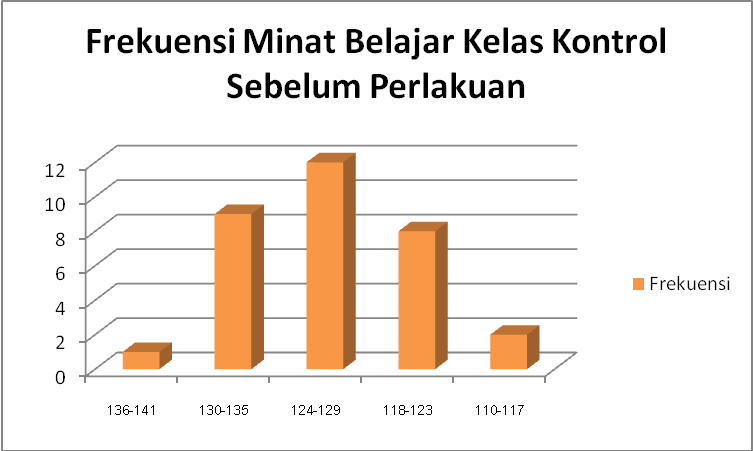 Frekuensi Minat Belajar Kelas Kontrol
Sebelum Perlakuan
12
10
8
6
4
2
0
136-141 130-135 124-129 118-123 110-117
Frekuensi